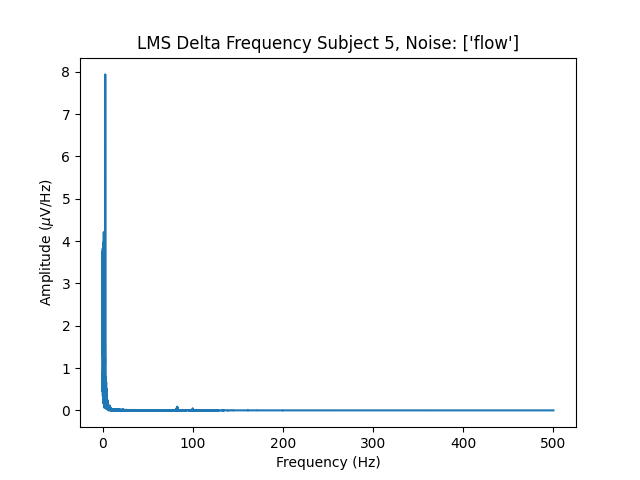 LMS Delta Frequency Subject 5, Noise: ['flow']
8
7
6
5
4
3
2
1
0
Amplitude (μV/Hz)
0 100 200 300 400 500
Frequency (Hz)